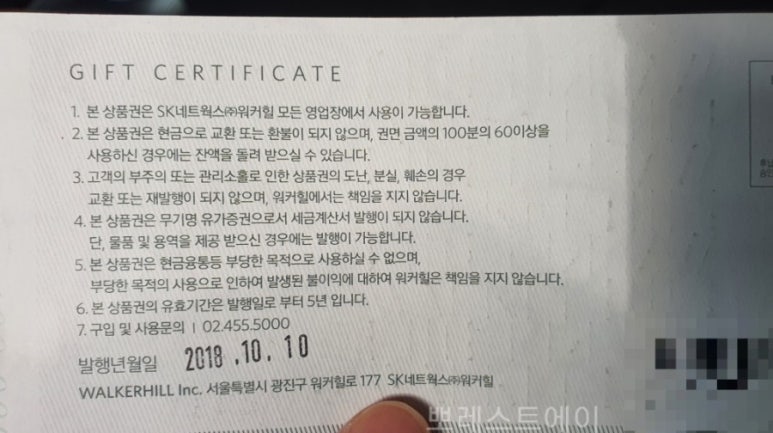 GIFT CERTIFICATE
1. 본 상품권은 SK네트웍스㈜워커힐 모든 영업장에서 사용이 가능합니다.
2. 본 상품권은 현금으로 교환 또는 환불이 되지 않으며, 권면 금액의 100분의 60이상을
사용하신 경우에는 잔액을 돌려 받으실 수 있습니다.
3. 고객의 부주의 또는 관리소홀로 인한 상품권의 도난, 분실, 훼손의 경우
교환 또는 재발행이 되지 않으며, 워커힐에서는 책임을 지지 않습니다.
4. 본 상품권은 무기명 유가증권으로서 세금계산서 발행이 되지 않습니다.
단, 물품 및 용역을 제공 받으신 경우에는 발행이 가능합니다.
5. 본 상품권은 현금융통등 부당한 목적으로 사용하실 수 없으며,
부당한 목적의 사용으로 인하여 발생된 불이익에 대하여 워커힐은 책임을 지지 않습니다.
6. 본 상품권의 유효기간은 발행일로 부터 5년 입니다.
7. 구입 및 사용문의 | 02.455.5000
발행년월일 2018.10.10
WALKERHILL Inc. 서울특별시 광진구 워커힐로 177 SK네트웍스㈜워커힐
뽀레스트에이